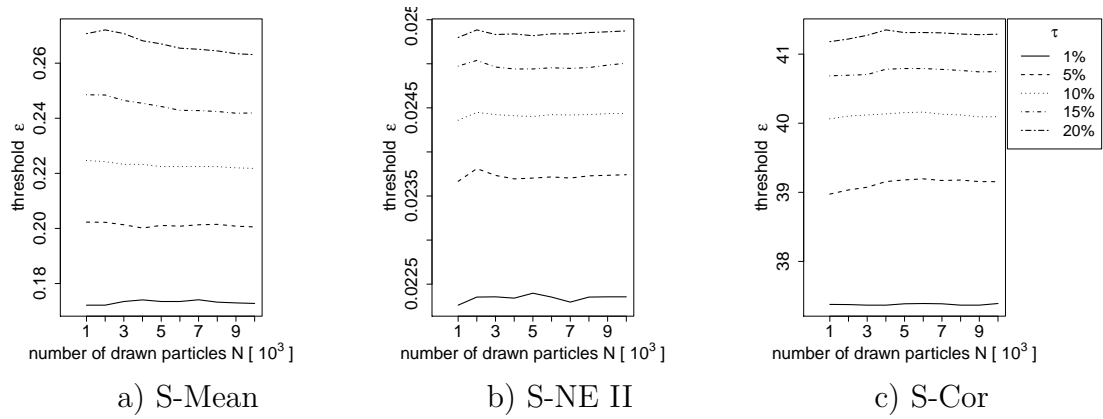 threshold ε
0.18 0.20 0.22 0.24 0.26
1 3 5 7 9
number of drawn particles N [ 10³ ]
a) S-Mean
threshold ε
0.0225 0.0235 0.0245 0.0255
1 3 5 7 9
number of drawn particles N [ 10³ ]
b) S-NE II
threshold ε
38 39 40 41
1 3 5 7 9
number of drawn particles N [ 10³ ]
c) S-Cor
τ
1%
5%
10%
15%
20%